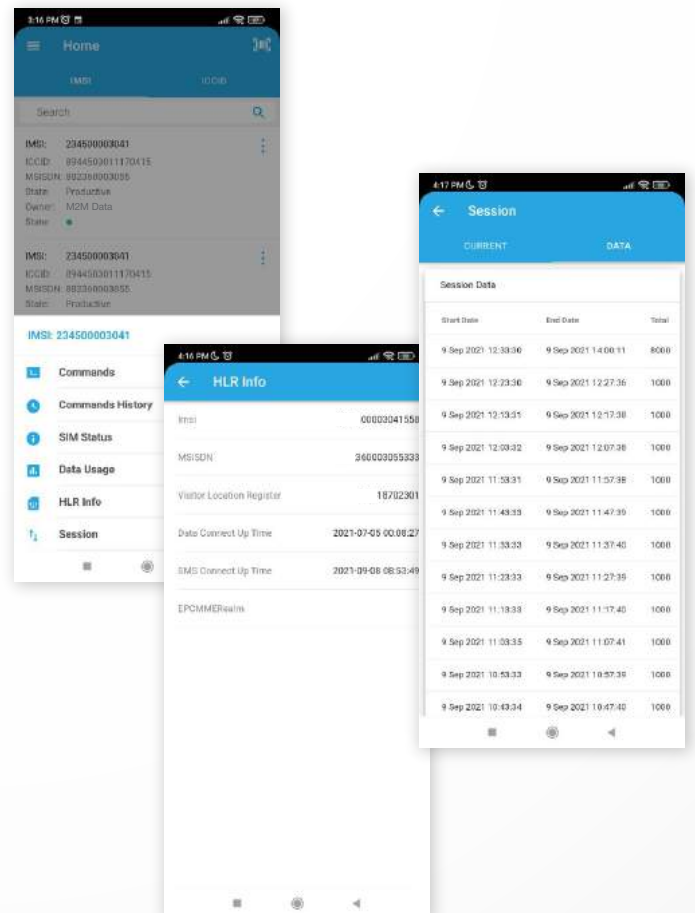 3:16 PM
Home
IMSI ICCID
Search
IMSI: 234500003041
ICCID: 8944503011170415
MSISDN: 882360003055
State: Productive
Owner: M2M Data
State:
IMSI: 234500003041
ICCID: 8944503011170415
MSISDN: 882360003055
State: Productive
IMSI: 234500003041
Commands
Commands History
SIM Status
Data Usage
HLR Info
Session
4:16 PM
HLR Info
Imsi 00003041558
MSISDN 360003055333
Visitor Location Register 18702301
Data Connect Up Time 2021-07-05 00:08:27
SMS Connect Up Time 2021-09-08 08:53:49
EPCMMERealm
4:17 PM
Session
CURRENT DATA
Session Data
Start Date End Date Total
9 Sep 2021 12:33:30 9 Sep 2021 14:00:11 8000
9 Sep 2021 12:23:30 9 Sep 2021 12:27:36 1000
9 Sep 2021 12:13:31 9 Sep 2021 12:17:38 1000
9 Sep 2021 12:03:32 9 Sep 2021 12:07:38 1000
9 Sep 2021 11:53:31 9 Sep 2021 11:57:38 1000
9 Sep 2021 11:43:33 9 Sep 2021 11:47:39 1000
9 Sep 2021 11:33:33 9 Sep 2021 11:37:40 1000
9 Sep 2021 11:23:33 9 Sep 2021 11:27:39 1000
9 Sep 2021 11:13:33 9 Sep 2021 11:17:40 1000
9 Sep 2021 11:03:35 9 Sep 2021 11:07:41 1000
9 Sep 2021 10:53:33 9 Sep 2021 10:57:39 1000
9 Sep 2021 10:43:34 9 Sep 2021 10:47:40 1000